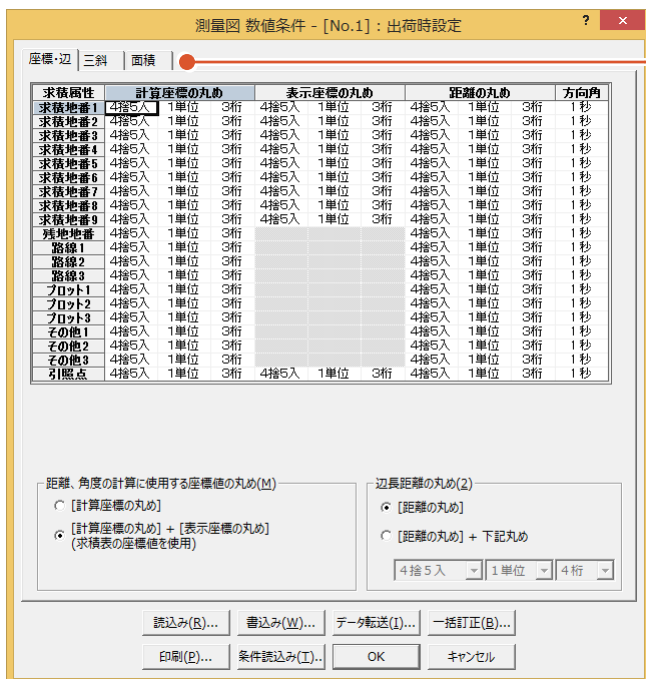 測量図 数値条件 - [No.1] : 出荷時設定 ? ×
座標・辺 三斜 面積
求積属性 計算座標の丸め 表示座標の丸め 距離の丸め 方向角
求積地番1 4捨5入 1単位 3桁 4捨5入 1単位 3桁 4捨5入 1単位 3桁 1秒
求積地番2 4捨5入 1単位 3桁 4捨5入 1単位 3桁 4捨5入 1単位 3桁 1秒
求積地番3 4捨5入 1単位 3桁 4捨5入 1単位 3桁 4捨5入 1単位 3桁 1秒
求積地番4 4捨5入 1単位 3桁 4捨5入 1単位 3桁 4捨5入 1単位 3桁 1秒
求積地番5 4捨5入 1単位 3桁 4捨5入 1単位 3桁 4捨5入 1単位 3桁 1秒
求積地番6 4捨5入 1単位 3桁 4捨5入 1単位 3桁 4捨5入 1単位 3桁 1秒
求積地番7 4捨5入 1単位 3桁 4捨5入 1単位 3桁 4捨5入 1単位 3桁 1秒
求積地番8 4捨5入 1単位 3桁 4捨5入 1単位 3桁 4捨5入 1単位 3桁 1秒
求積地番9 4捨5入 1単位 3桁 4捨5入 1単位 3桁 4捨5入 1単位 3桁 1秒
残地地番 4捨5入 1単位 3桁 4捨5入 1単位 3桁 1秒
路線1 4捨5入 1単位 3桁 4捨5入 1単位 3桁 1秒
路線2 4捨5入 1単位 3桁 4捨5入 1単位 3桁 1秒
路線3 4捨5入 1単位 3桁 4捨5入 1単位 3桁 1秒
プロット1 4捨5入 1単位 3桁 4捨5入 1単位 3桁 1秒
プロット2 4捨5入 1単位 3桁 4捨5入 1単位 3桁 1秒
プロット3 4捨5入 1単位 3桁 4捨5入 1単位 3桁 1秒
その他1 4捨5入 1単位 3桁 4捨5入 1単位 3桁 1秒
その他2 4捨5入 1単位 3桁 4捨5入 1単位 3桁 1秒
その他3 4捨5入 1単位 3桁 4捨5入 1単位 3桁 1秒
引照点 4捨5入 1単位 3桁 4捨5入 1単位 3桁 4捨5入 1単位 3桁 1秒
距離、角度の計算に使用する座標値の丸め(M)
[計算座標の丸め]
[計算座標の丸め] + [表示座標の丸め]
(求積表の座標値を使用)
辺長距離の丸め(2)
[距離の丸め]
[距離の丸め] + 下記丸め
4捨5入 1単位 4桁
読込み(R)... 書込み(W)... データ転送(I)... 一括訂正(B)...
印刷(P)... 条件読込み(T).. OK キャンセル